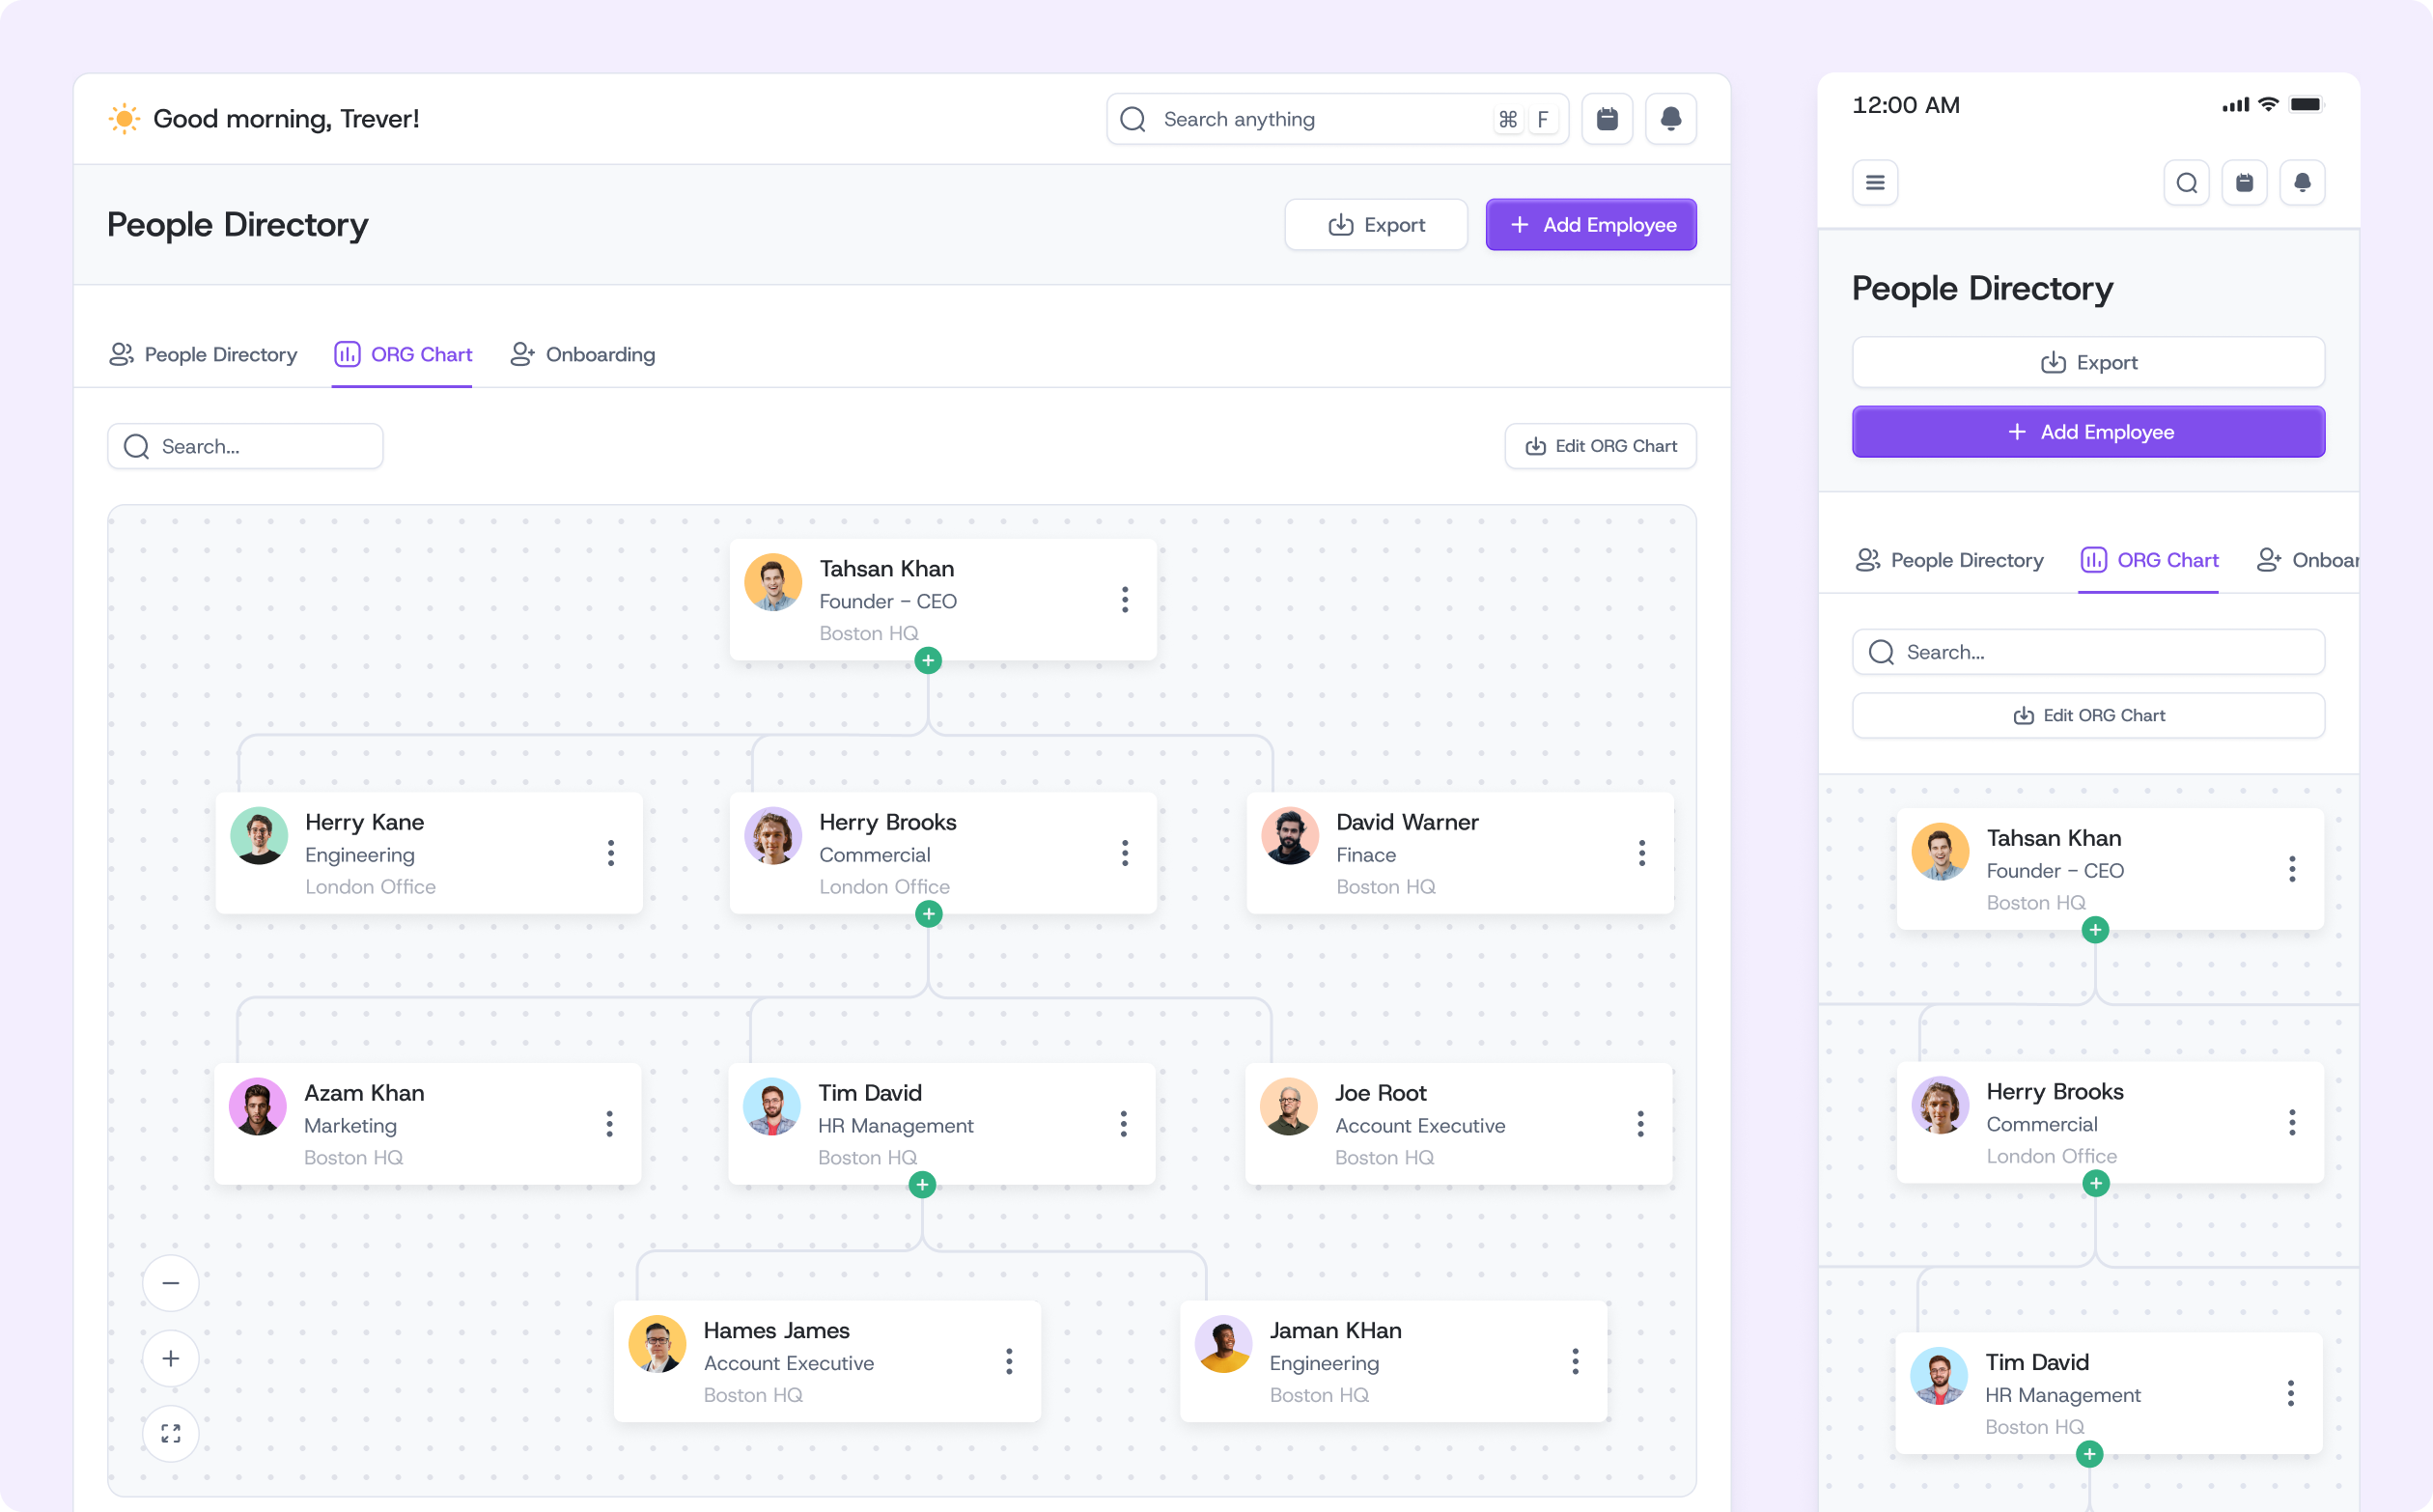 Good morning, Trever!
Search anything
⌘ F
People Directory
Export
Add Employee
People Directory
ORG Chart
Onboarding
Search...
Edit ORG Chart
Tahsan Khan
Founder - CEO
Boston HQ
Herry Kane
Engineering
London Office
Herry Brooks
Commercial
London Office
David Warner
Finace
Boston HQ
Azam Khan
Marketing
Boston HQ
Tim David
HR Management
Boston HQ
Joe Root
Account Executive
Boston HQ
Hames James
Account Executive
Boston HQ
Jaman KHan
Engineering
Boston HQ
12:00 AM
People Directory
Export
Add Employee
People Directory
ORG Chart
Onboar
Search...
Edit ORG Chart
Tahsan Khan
Founder - CEO
Boston HQ
Herry Brooks
Commercial
London Office
Tim David
HR Management
Boston HQ